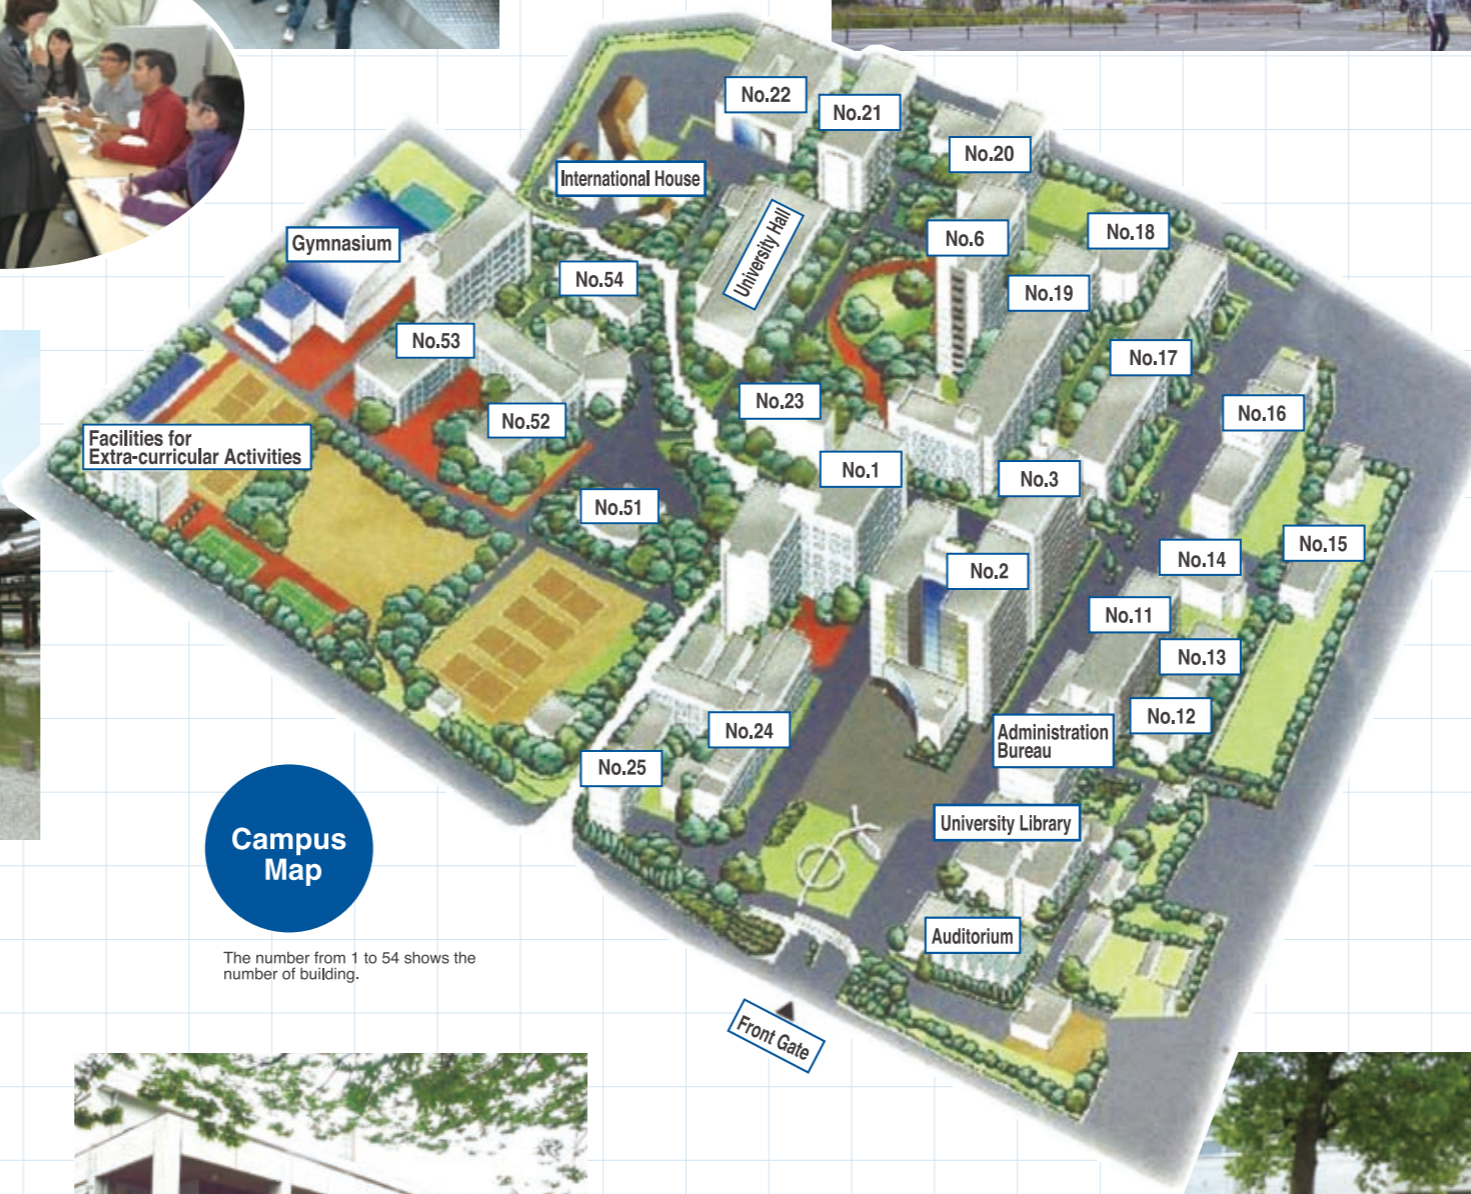 No.22
No.21
No.20
International House
University Hall
No.6
No.18
Gymnasium
No.54
No.19
No.53
No.17
No.23
No.16
No.52
Facilities for
Extra-curricular Activities
No.1
No.3
No.51
No.2
No.14
No.15
No.11
No.13
No.12
No.24
Administration
Bureau
No.25
University Library
Campus
Map
Auditorium
The number from 1 to 54 shows the
number of building.
Front Gate